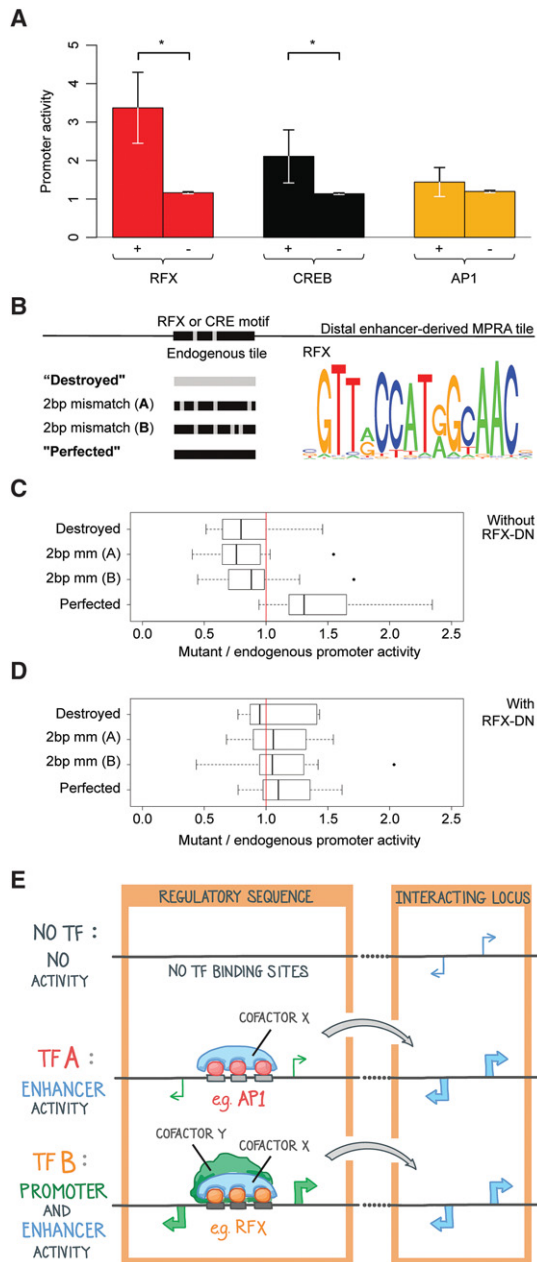 A
*
*
5
4
3
2
1
0
Promoter activity
+ - + - + -
RFX CREB AP1
B
RFX or CRE motif
Distal enhancer-derived MPRA tile
Endogenous tile
RFX
"Destroyed"
2bp mismatch (A)
2bp mismatch (B)
"Perfected"
C
Without
RFX-DN
Destroyed
2bp mm (A)
2bp mm (B)
Perfected
0.0 0.5 1.0 1.5 2.0 2.5
Mutant / endogenous promoter activity
D
With
RFX-DN
Destroyed
2bp mm (A)
2bp mm (B)
Perfected
0.0 0.5 1.0 1.5 2.0 2.5
Mutant / endogenous promoter activity
E
REGULATORY SEQUENCE
INTERACTING LOCUS
NO TF :
NO
ACTIVITY
NO TF BINDING SITES
COFACTOR X
TF A :
ENHANCER
ACTIVITY
e.g. AP1
COFACTOR Y
COFACTOR X
TF B :
PROMOTER
AND
ENHANCER
ACTIVITY
e.g. RFX